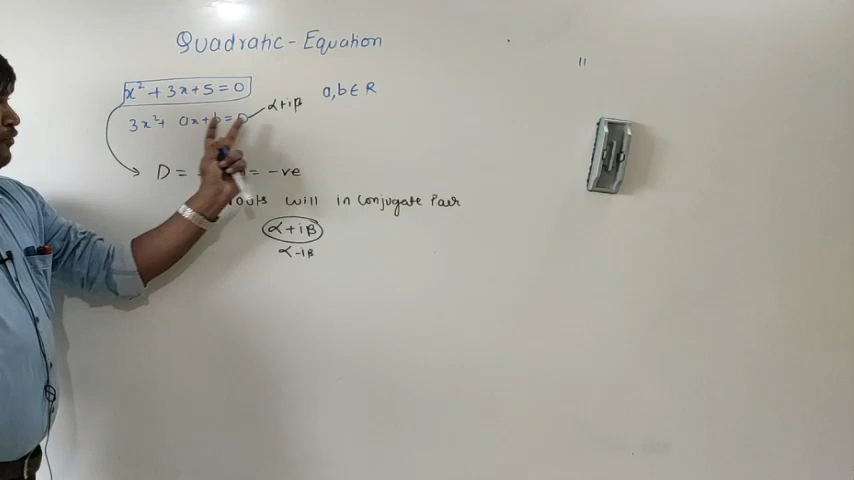 Quadratic - Equation
x² + 3x + 5 = 0
α+iβ
a,b ∈ R
3x² + ax + b = 0
D = = -ve
will in Conjugate Pair
α + iβ
α - iβ